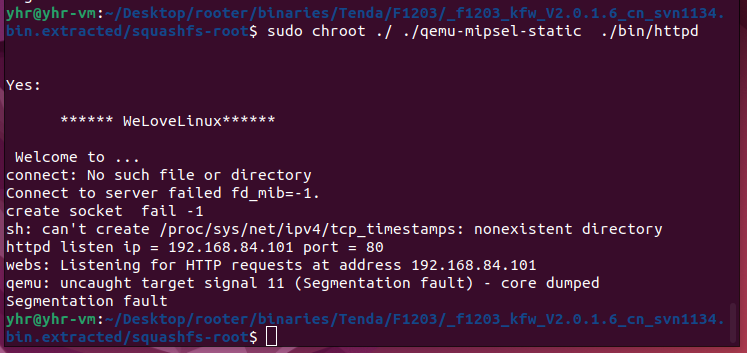 yhr@yhr-vm:~/Desktop/rooter/binaries/Tenda/F1203/_f1203_kfw_V2.0.1.6_cn_svn1134.
bin.extracted/squashfs-root$ sudo chroot ./ ./qemu-mipsel-static  ./bin/httpd
Yes:
****** WeLoveLinux******
Welcome to ...
connect: No such file or directory
Connect to server failed fd_mib=-1.
create socket  fail -1
sh: can't create /proc/sys/net/ipv4/tcp_timestamps: nonexistent directory
httpd listen ip = 192.168.84.101 port = 80
webs: Listening for HTTP requests at address 192.168.84.101
qemu: uncaught target signal 11 (Segmentation fault) - core dumped
Segmentation fault
yhr@yhr-vm:~/Desktop/rooter/binaries/Tenda/F1203/_f1203_kfw_V2.0.1.6_cn_svn1134.
bin.extracted/squashfs-root$